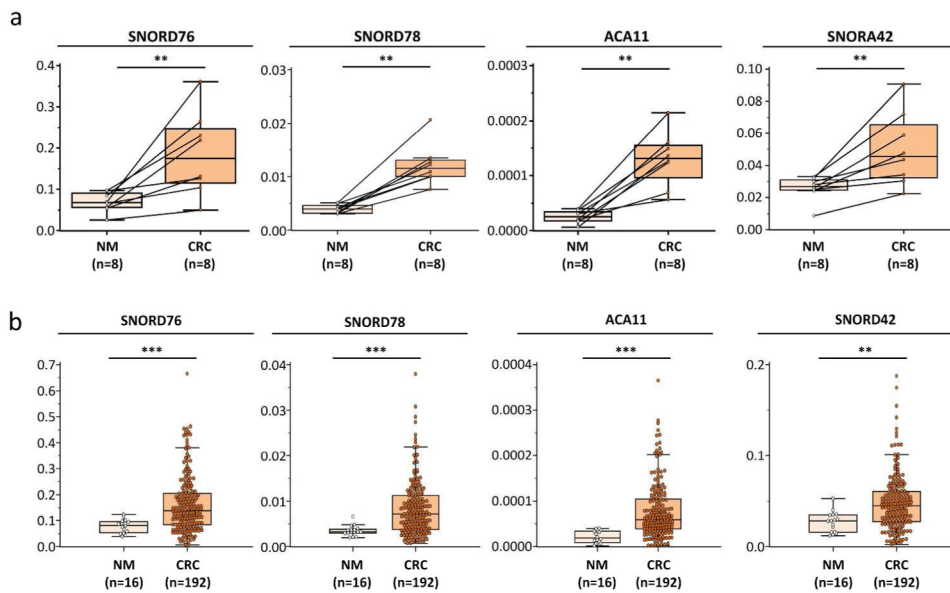 a
SNORD76 SNORD78 ACA11 SNORA42
** ** ** **
0.4 0.03 0.0003 0.10
0.3 0.08
0.02 0.0002 0.06
0.2
0.01 0.0001 0.04
0.1 0.02
0.0 0.00 0.0000 0.00
NM CRC NM CRC NM CRC NM CRC
(n=8) (n=8) (n=8) (n=8) (n=8) (n=8) (n=8) (n=8)
b
SNORD76 SNORD78 ACA11 SNORD42
*** *** *** **
0.7 0.04 0.0004 0.2
0.6
0.5 0.03 0.0003
0.4
0.02 0.0002 0.1
0.3
0.2 0.01 0.0001
0.1
0.0 0.00 0.0000 0.0
NM CRC NM CRC NM CRC NM CRC
(n=16) (n=192) (n=16) (n=192) (n=16) (n=192) (n=16) (n=192)